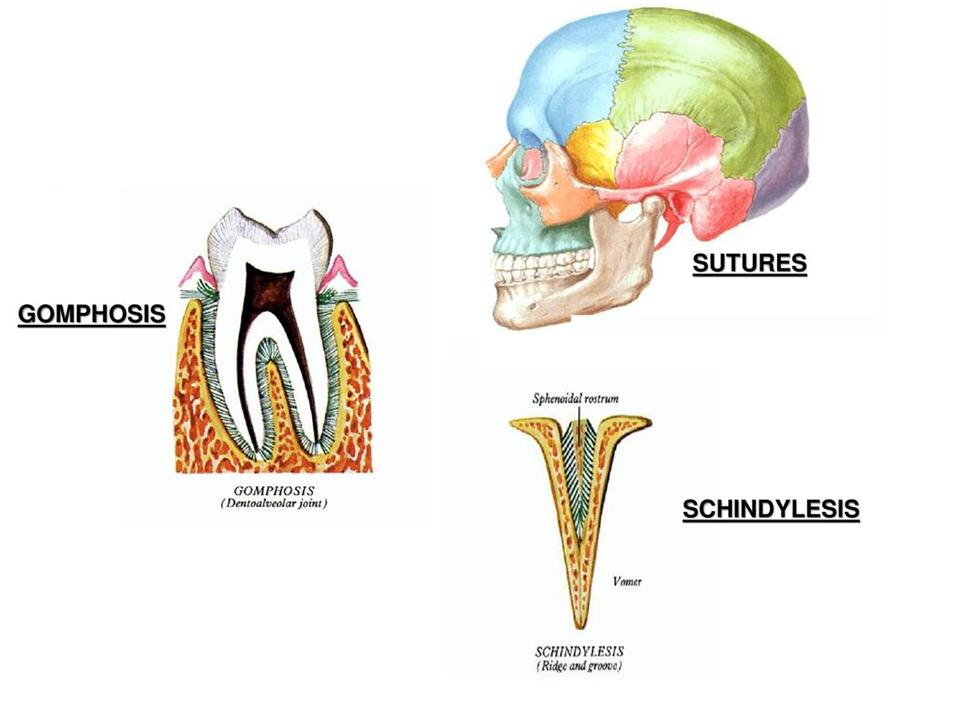 SUTURES
GOMPHOSIS
GOMPHOSIS
(Dentoalveolar joint)
Sphenoidal rostrum
SCHINDYLESIS
Vomer
SCHINDYLESIS
(Ridge and groove)